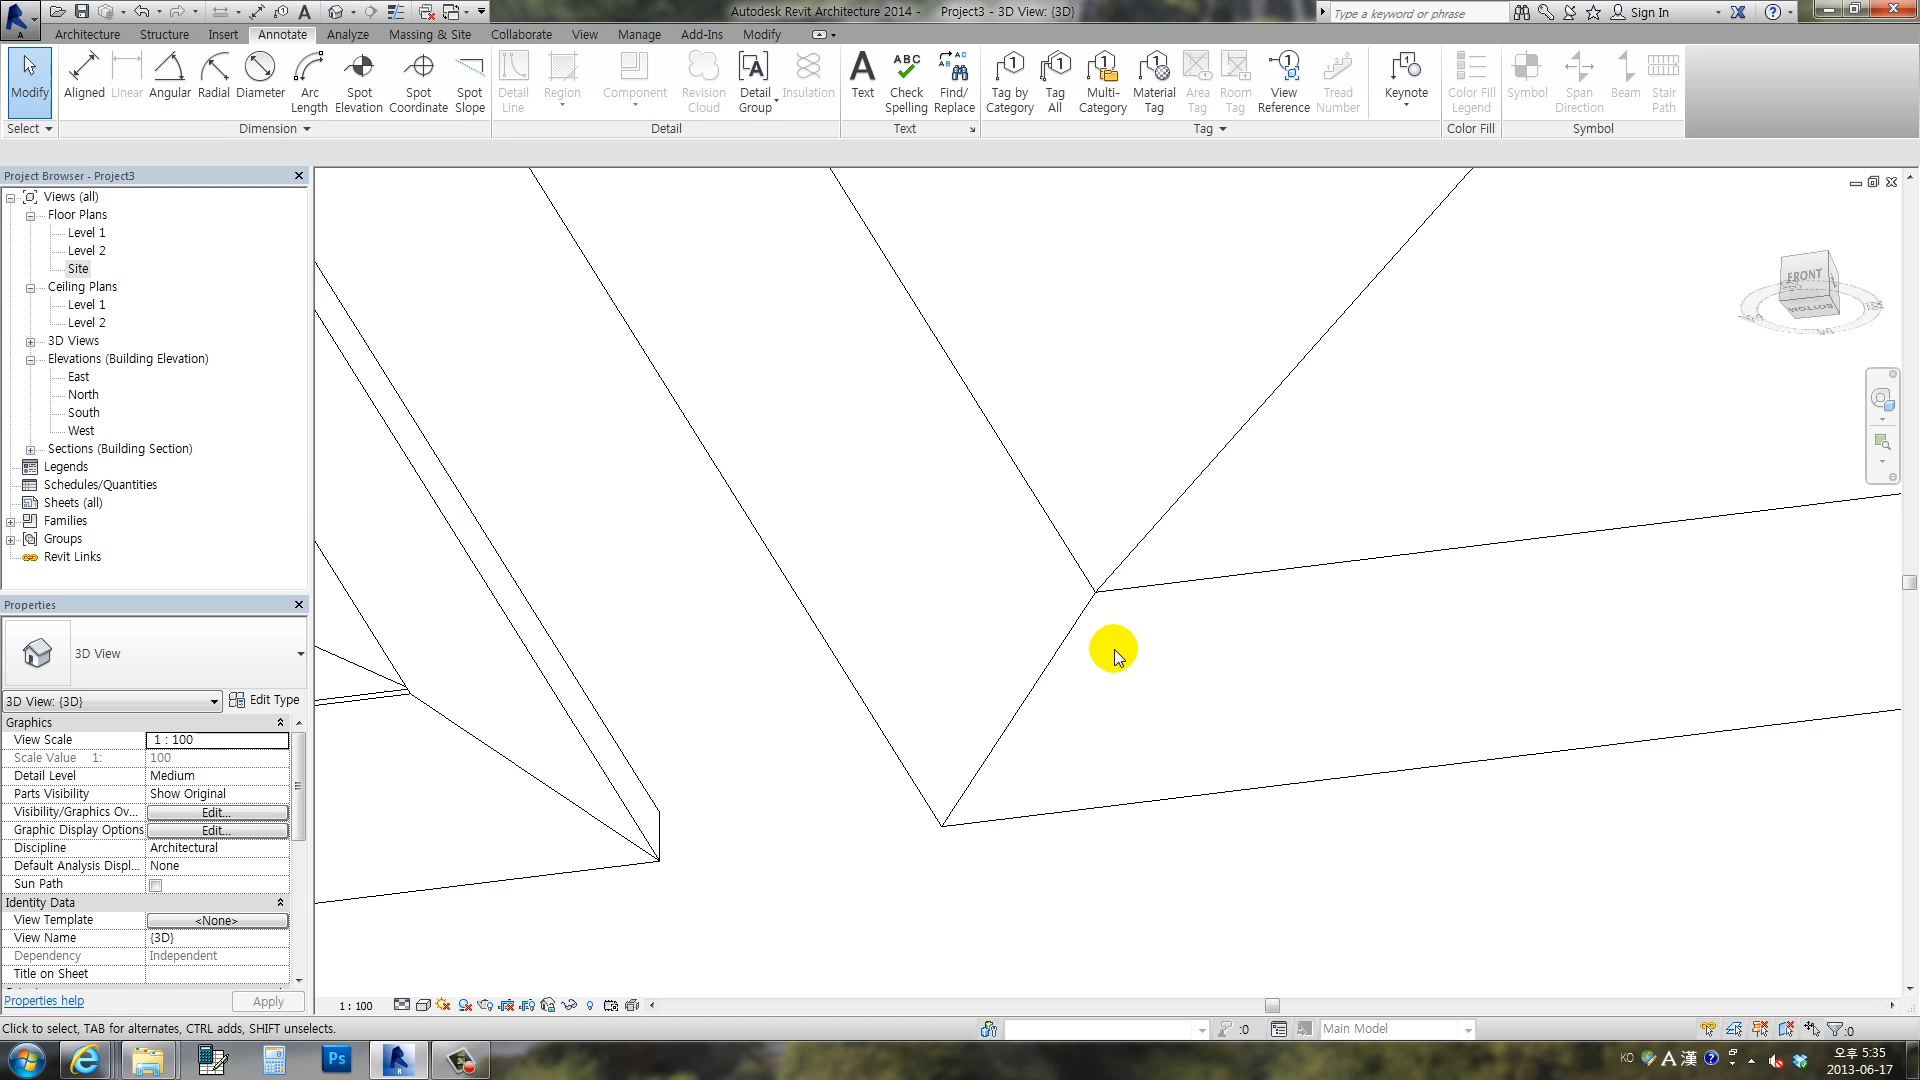 Autodesk Revit Architecture 2014 - Project3 - 3D View: {3D}
Type a keyword or phrase
Sign In
Architecture Structure Insert Annotate Analyze Massing & Site Collaborate View Manage Add-Ins Modify
Modify Aligned Linear Angular Radial Diameter Arc Length Spot Elevation Spot Coordinate Spot Slope Detail Line Region Component Revision Cloud Detail Group Insulation Text Check Spelling Find/ Replace Tag by Category Tag All Multi- Category Material Tag Area Tag Room Tag View Reference Tread Number Keynote Color Fill Legend Symbol Span Direction Beam Stair Path
Select Dimension Detail Text Tag Color Fill Symbol
Project Browser - Project3
Views (all)
Floor Plans
Level 1
Level 2
Site
Ceiling Plans
Level 1
Level 2
3D Views
Elevations (Building Elevation)
East
North
South
West
Sections (Building Section)
Legends
Schedules/Quantities
Sheets (all)
Families
Groups
Revit Links
FRONT
BOTTOM
Properties
3D View
3D View: {3D} Edit Type
Graphics
View Scale 1 : 100
Scale Value 1: 100
Detail Level Medium
Parts Visibility Show Original
Visibility/Graphics Ov... Edit...
Graphic Display Options Edit...
Discipline Architectural
Default Analysis Displ... None
Sun Path
Identity Data
View Template <None>
View Name {3D}
Dependency Independent
Title on Sheet
Properties help Apply
1 : 100
Click to select, TAB for alternates, CTRL adds, SHIFT unselects.
:0
Main Model
:0
Ps
KO A 漢
오후 5:35
2013-06-17